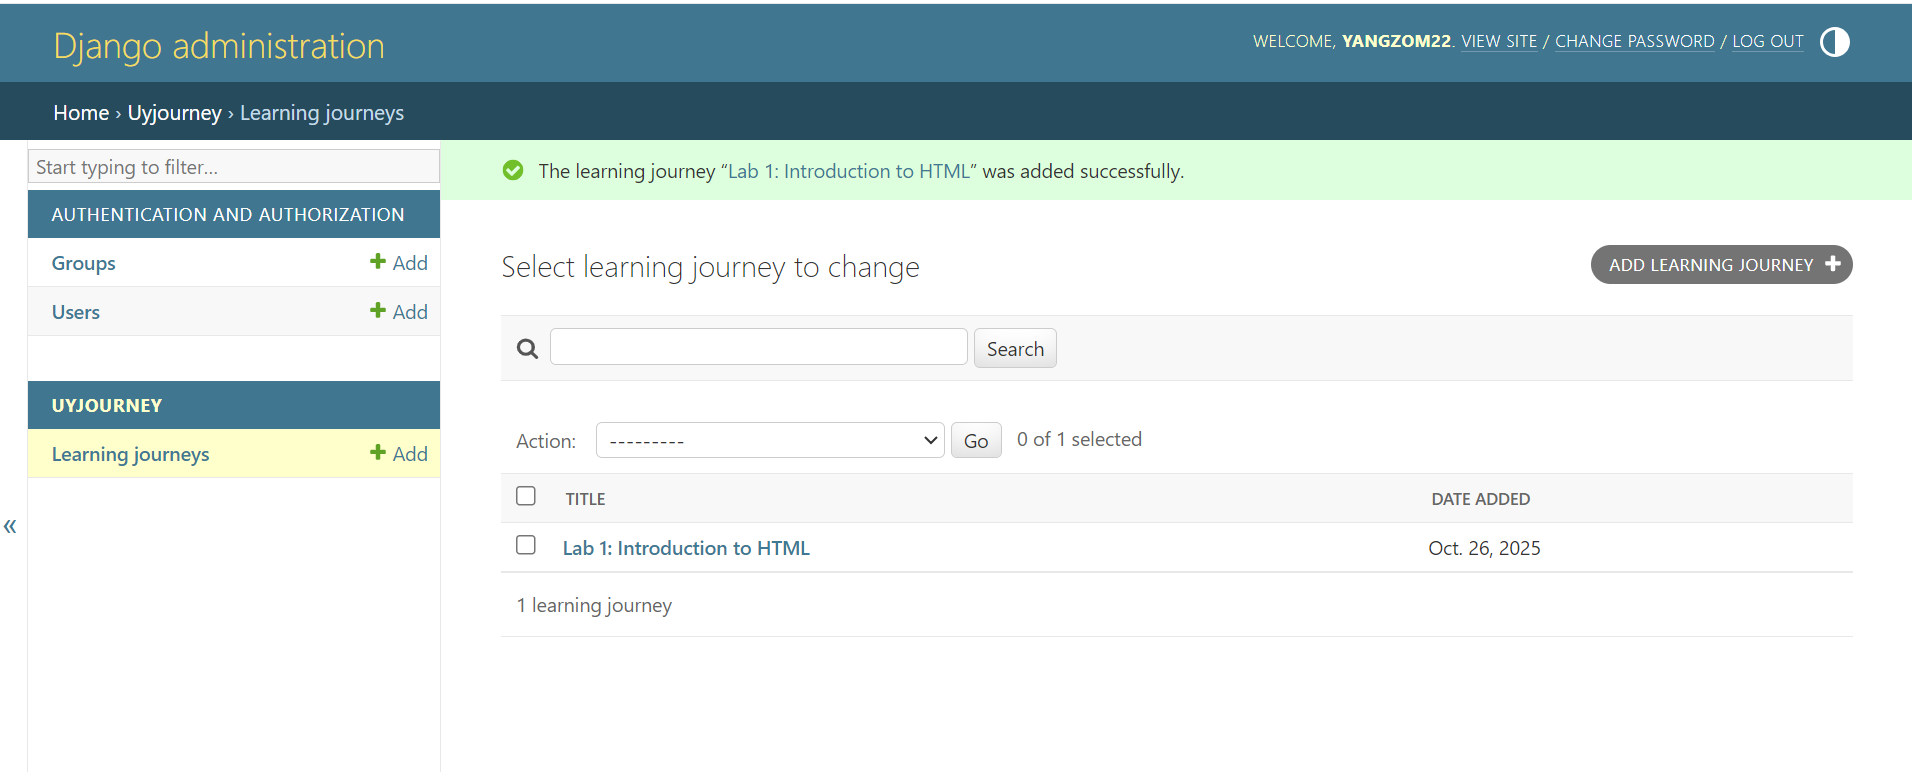 Django administration
WELCOME, YANGZOM22. VIEW SITE / CHANGE PASSWORD / LOG OUT
Home › Uyjourney › Learning journeys
Start typing to filter...
AUTHENTICATION AND AUTHORIZATION
Groups Add
Users Add
UYJOURNEY
Learning journeys Add
«
The learning journey “Lab 1: Introduction to HTML” was added successfully.
Select learning journey to change
ADD LEARNING JOURNEY
Search
Action: --------- Go 0 of 1 selected
TITLE DATE ADDED
Lab 1: Introduction to HTML Oct. 26, 2025
1 learning journey